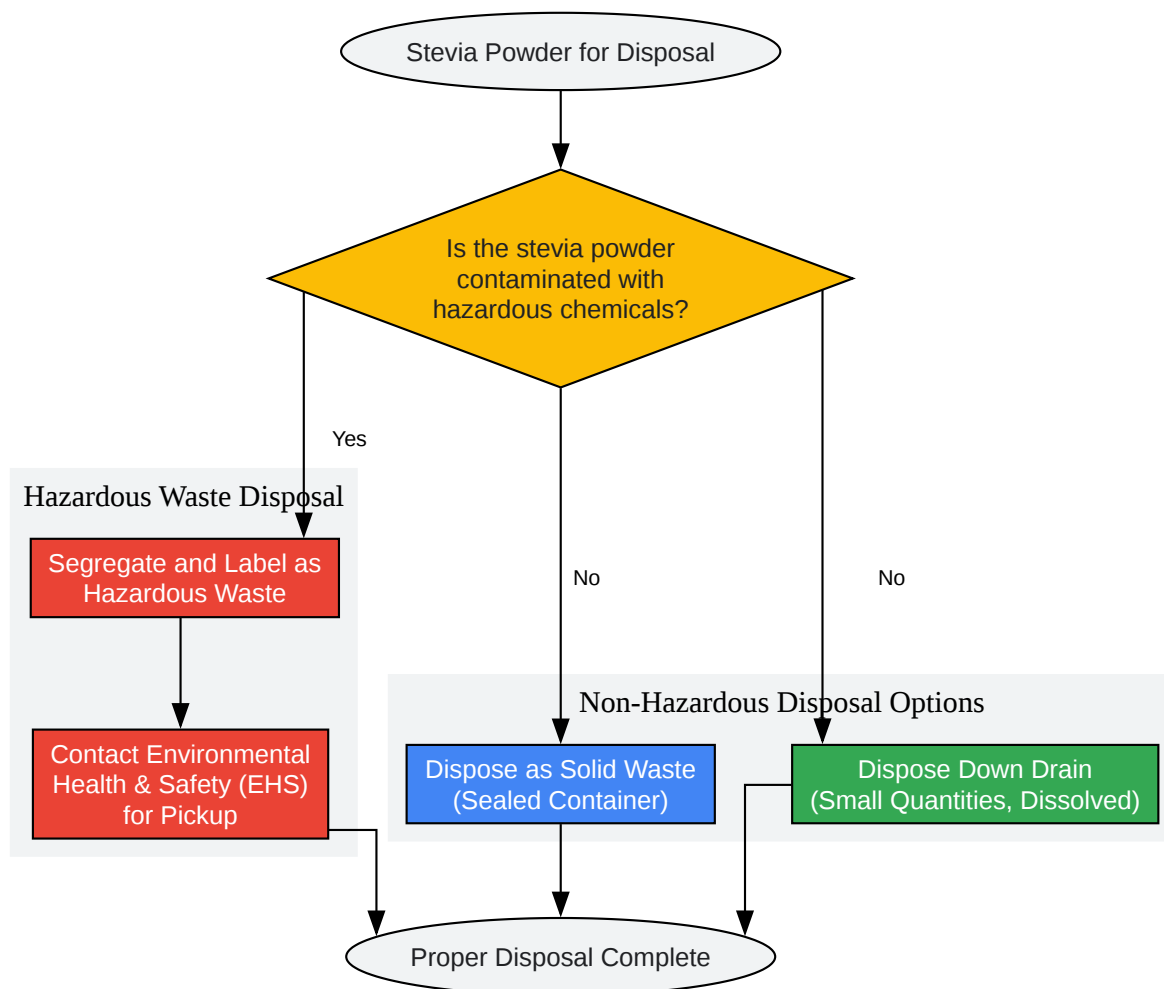 Stevia Powder for Disposal
Is the stevia powder
contaminated with
hazardous chemicals?
Yes
No
No
Hazardous Waste Disposal
Segregate and Label as
Hazardous Waste
Contact Environmental
Health & Safety (EHS)
for Pickup
Non-Hazardous Disposal Options
Dispose as Solid Waste
(Sealed Container)
Dispose Down Drain
(Small Quantities, Dissolved)
Proper Disposal Complete